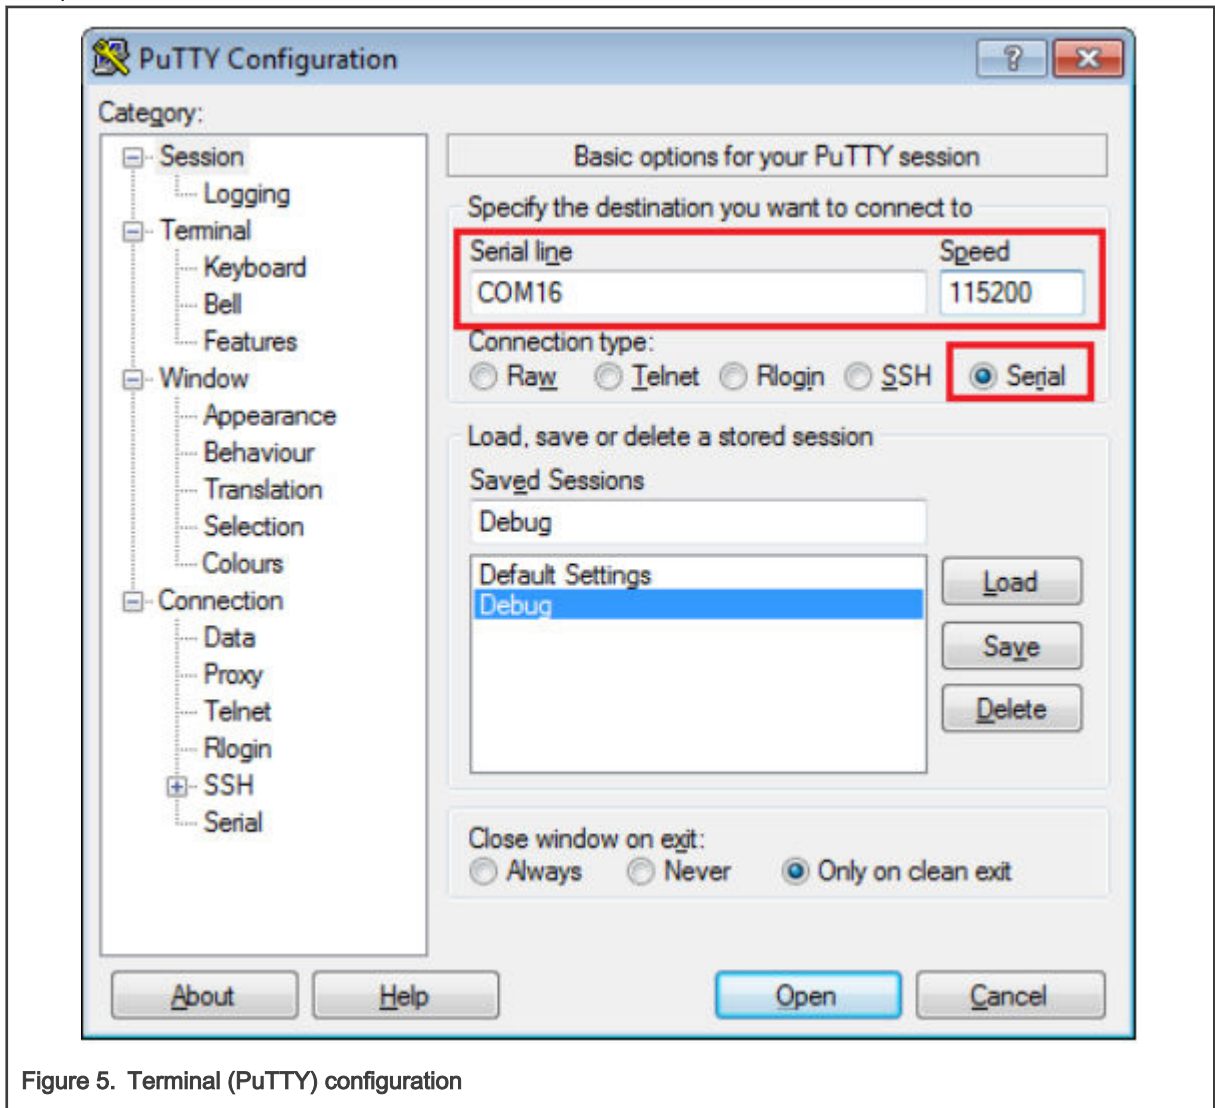 PuTTY Configuration
?
Category:
Session
Logging
Terminal
Keyboard
Bell
Features
Window
Appearance
Behaviour
Translation
Selection
Colours
Connection
Data
Proxy
Telnet
Rlogin
SSH
Serial
Basic options for your PuTTY session
Specify the destination you want to connect to
Serial line Speed
COM16 115200
Connection type:
Raw Telnet Rlogin SSH Serial
Load, save or delete a stored session
Saved Sessions
Debug
Default Settings
Debug
Load
Save
Delete
Close window on exit:
Always Never Only on clean exit
About Help Open Cancel
Figure 5. Terminal (PuTTY) configuration